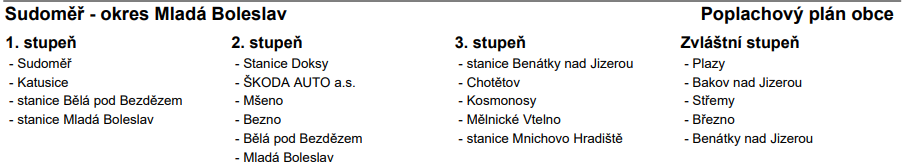 Sudoměř - okres Mladá Boleslav Poplachový plán obce
1. stupeň
- Sudoměř
- Katusice
- stanice Bělá pod Bezdězem
- stanice Mladá Boleslav
2. stupeň
- Stanice Doksy
- ŠKODA AUTO a.s.
- Mšeno
- Bezno
- Bělá pod Bezdězem
- Mladá Boleslav
3. stupeň
- stanice Benátky nad Jizerou
- Chotětov
- Kosmonosy
- Mělnické Vtelno
- stanice Mnichovo Hradiště
Zvláštní stupeň
- Plazy
- Bakov nad Jizerou
- Střemy
- Březno
- Benátky nad Jizerou